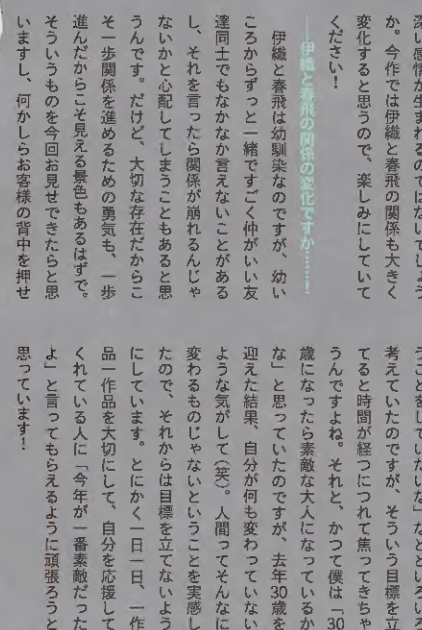 深い感情が生まれるのではないでしょう
か。今作では伊織と春飛の関係も大きく
変化すると思うので、楽しみにしていて
ください！
――伊織と春飛の関係の変化ですか……！
伊織と春飛は幼馴染なのですが、幼い
ころからずっと一緒ですごく仲がいい友
達同士でもなかなか言えないことがある
し、それを言ったら関係が崩れるんじゃ
ないかと心配してしまうこともあると思
うんです。だけど、大切な存在だからこ
そ一歩関係を進めるための勇気も、一歩
進んだからこそ見える景色もあるはずで。
そういうものを今回お見せできたらと思
いますし、何かしらお客様の背中を押せ
うことをしていたいな」などといろいろ
考えていたのですが、そういう目標を立
てると時間が経つにつれて焦ってきちゃ
うんですよね。それと、かつて僕は「30
歳になったら素敵な大人になっているか
な」と思っていたのですが、去年30歳を
迎えた結果、自分が何も変わっていない
ような気がして（笑）。人間ってそんなに
変わるものじゃないということを実感し
たので、それからは目標を立てないよう
にしています。とにかく一日一日、一作
品一作品を大切にして、自分を応援して
くれている人に「今年が一番素敵だった
よ」と言ってもらえるように頑張ろうと
思っています！